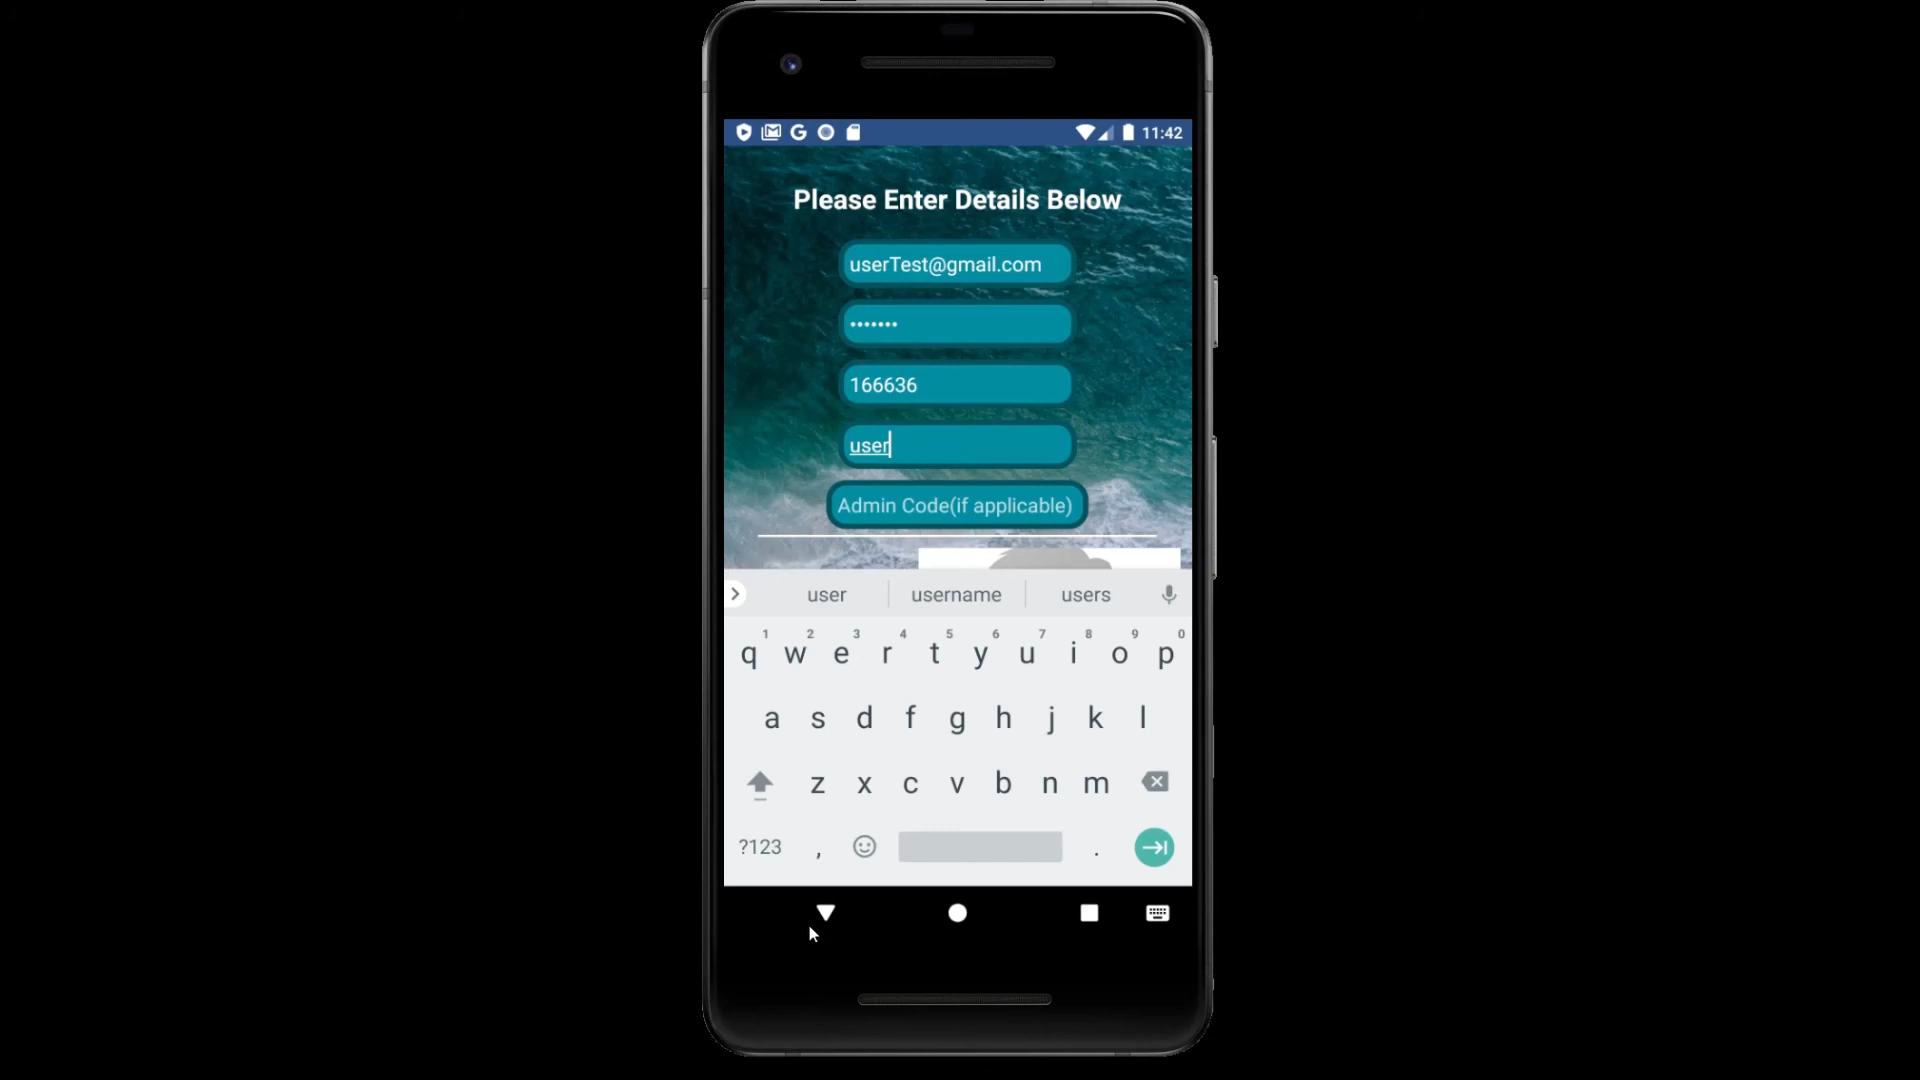 11:42
Please Enter Details Below
userTest@gmail.com
•••••••
166636
user
Admin Code(if applicable)
user username users
1 2 3 4 5 6 7 8 9 0
q w e r t y u i o p
a s d f g h j k l
z x c v b n m
?123 , .